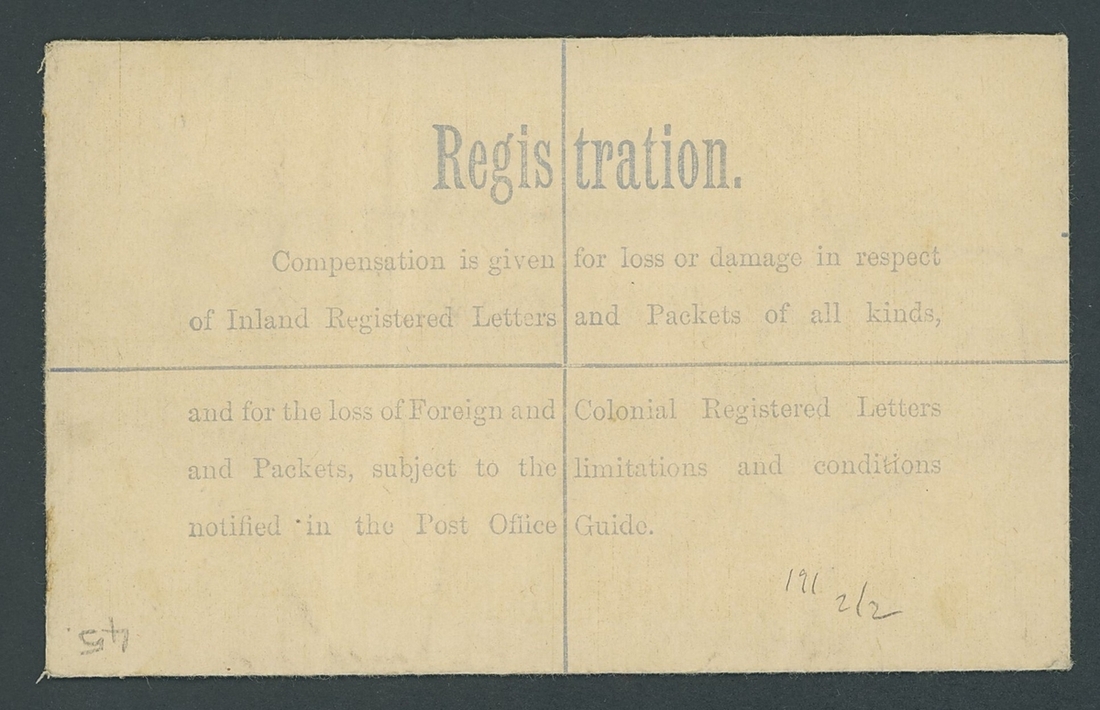 Registration.
Compensation is given for loss or damage in respect
of Inland Registered Letters and Packets of all kinds,
and for the loss of Foreign and Colonial Registered Letters
and Packets, subject to the limitations and conditions
notified in the Post Office Guide.
191
2/2
45